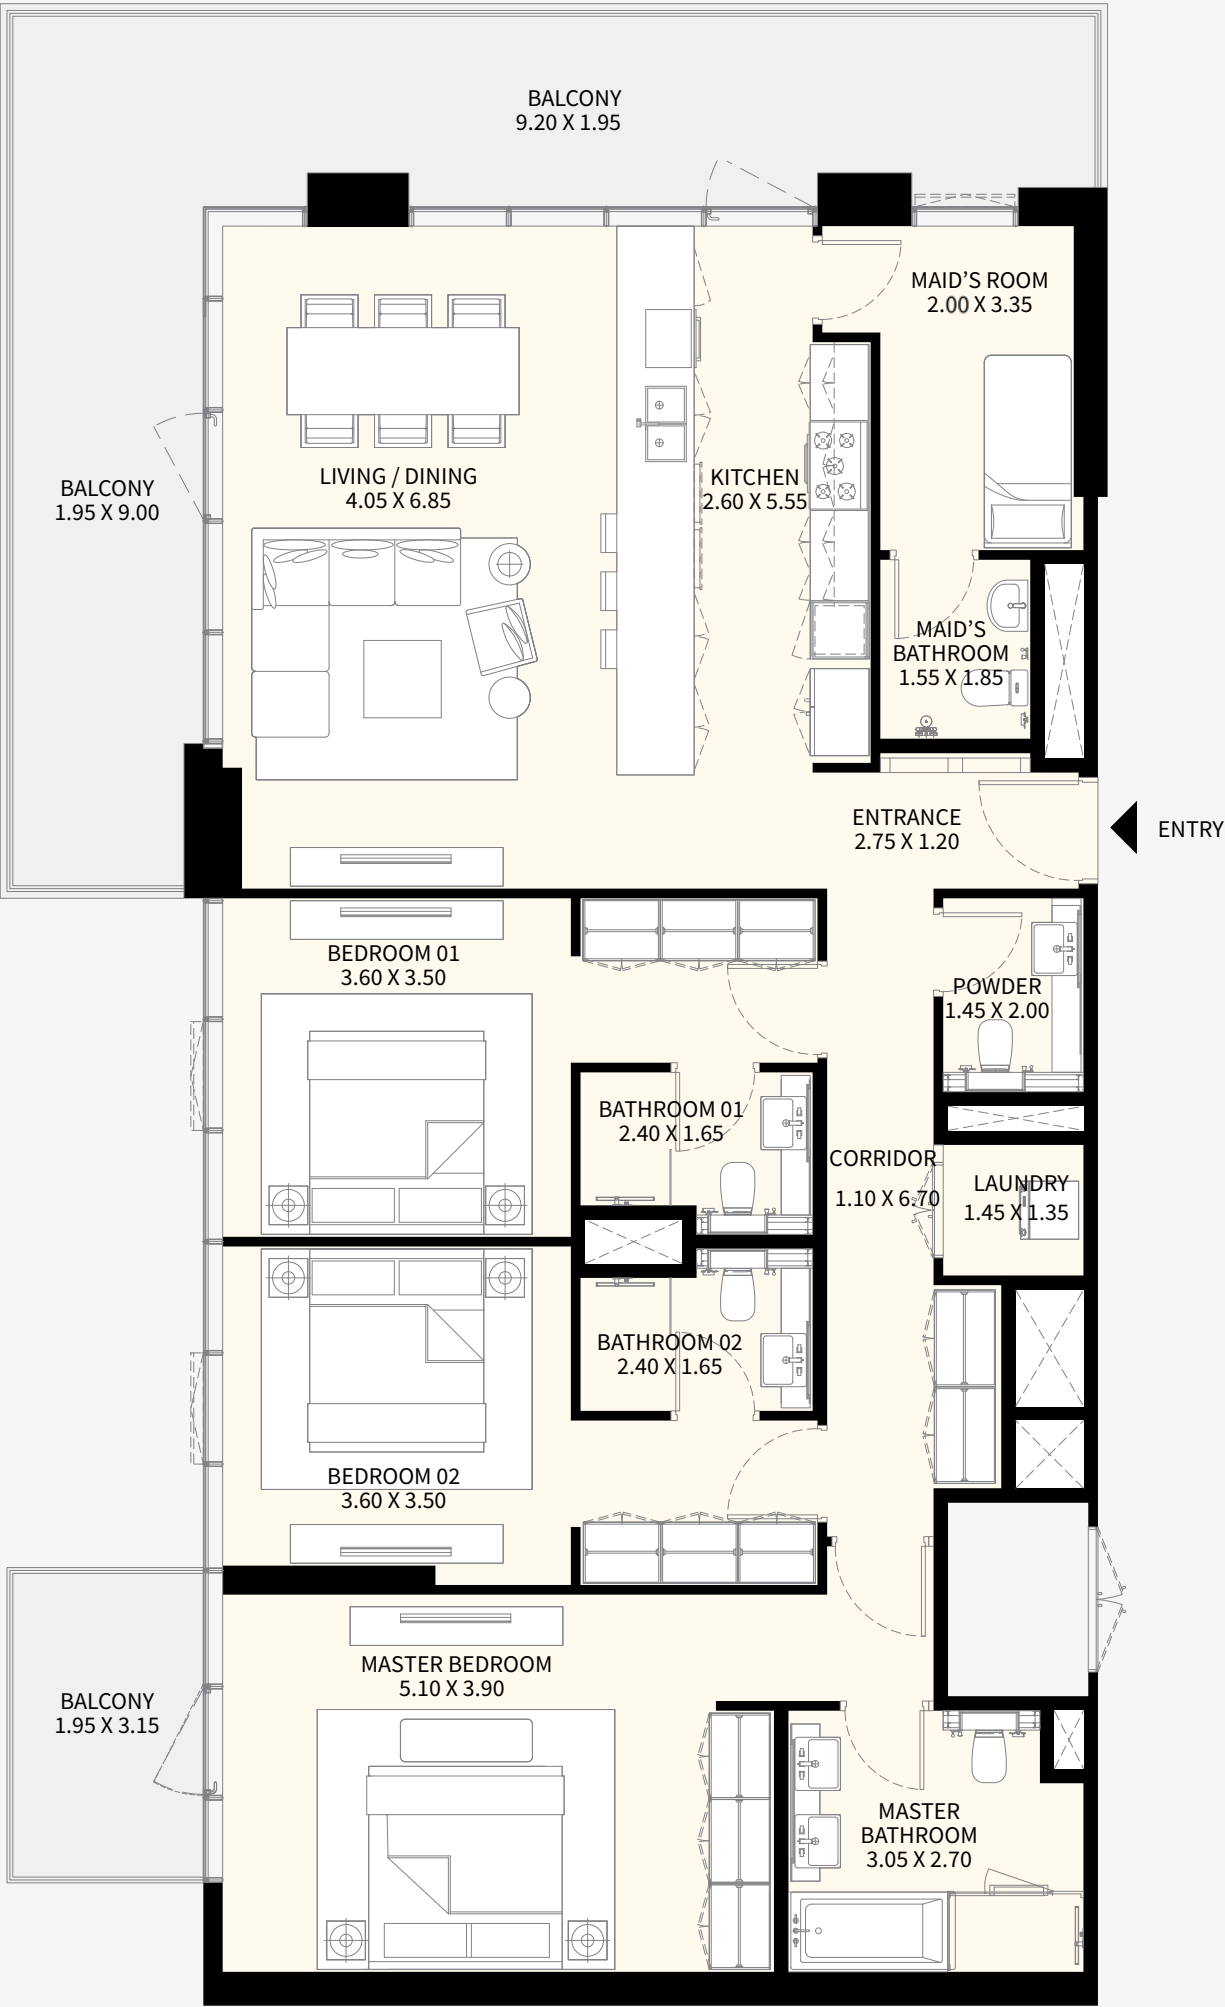 BALCONY
9.20 X 1.95
MAID’S ROOM
2.00 X 3.35
LIVING / DINING
4.05 X 6.85
KITCHEN
2.60 X 5.55
BALCONY
1.95 X 9.00
MAID’S
BATHROOM
1.55 X 1.85
ENTRANCE
2.75 X 1.20
ENTRY
BEDROOM 01
3.60 X 3.50
POWDER
1.45 X 2.00
BATHROOM 01
2.40 X 1.65
CORRIDOR
1.10 X 6.70
LAUNDRY
1.45 X 1.35
BATHROOM 02
2.40 X 1.65
BEDROOM 02
3.60 X 3.50
MASTER BEDROOM
5.10 X 3.90
BALCONY
1.95 X 3.15
MASTER
BATHROOM
3.05 X 2.70